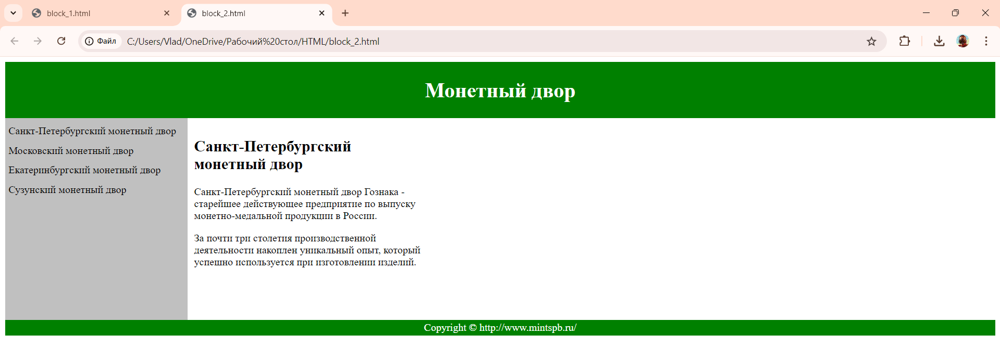 block_1.html
block_2.html
Файл
C:/Users/Vlad/OneDrive/Рабочий%20стол/HTML/block_2.html
Монетный двор
Санкт-Петербургский монетный двор
Московский монетный двор
Екатеринбургский монетный двор
Сузунский монетный двор
Санкт-Петербургский
монетный двор
Санкт-Петербургский монетный двор Гознака -
старейшее действующее предприятие по выпуску
монетно-медальной продукции в России.
За почти три столетия производственной
деятельности накоплен уникальный опыт, который
успешно используется при изготовлении изделий.
Copyright © http://www.mintspb.ru/